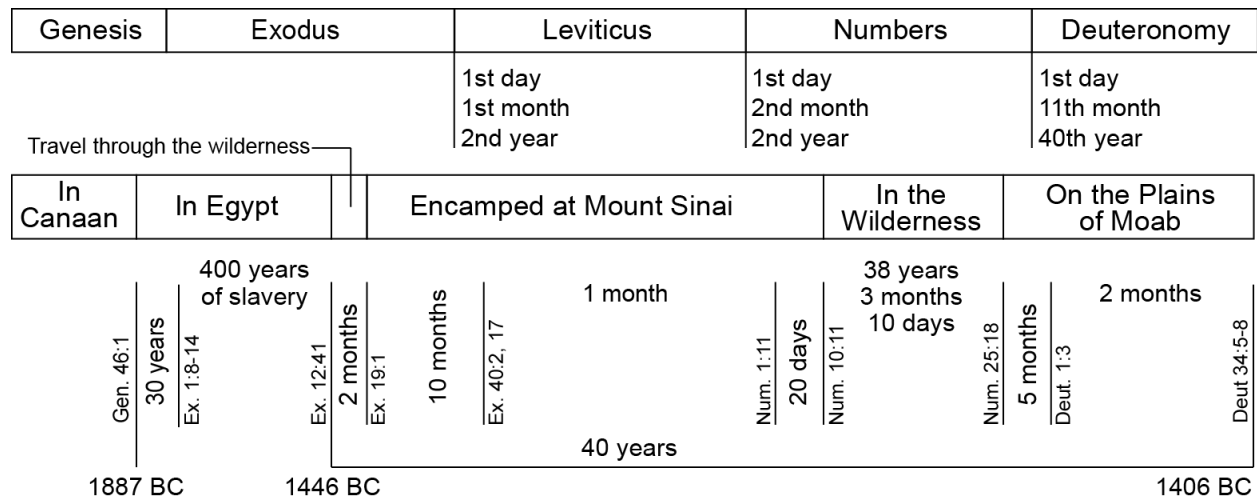 Genesis
Exodus
Leviticus
Numbers
Deuteronomy
1st day
1st month
2nd year
1st day
2nd month
2nd year
1st day
11th month
40th year
Travel through the wilderness
In
Canaan
In Egypt
Encamped at Mount Sinai
In the
Wilderness
On the Plains
of Moab
Gen. 46:1
30 years
Ex. 1:8-14
400 years
of slavery
Ex. 12:41
2 months
Ex. 19:1
10 months
Ex. 40:2, 17
1 month
Num. 1:11
20 days
Num. 10:11
38 years
3 months
10 days
Num. 25:18
5 months
Deut. 1:3
2 months
Deut 34:5-8
40 years
1887 BC
1446 BC
1406 BC